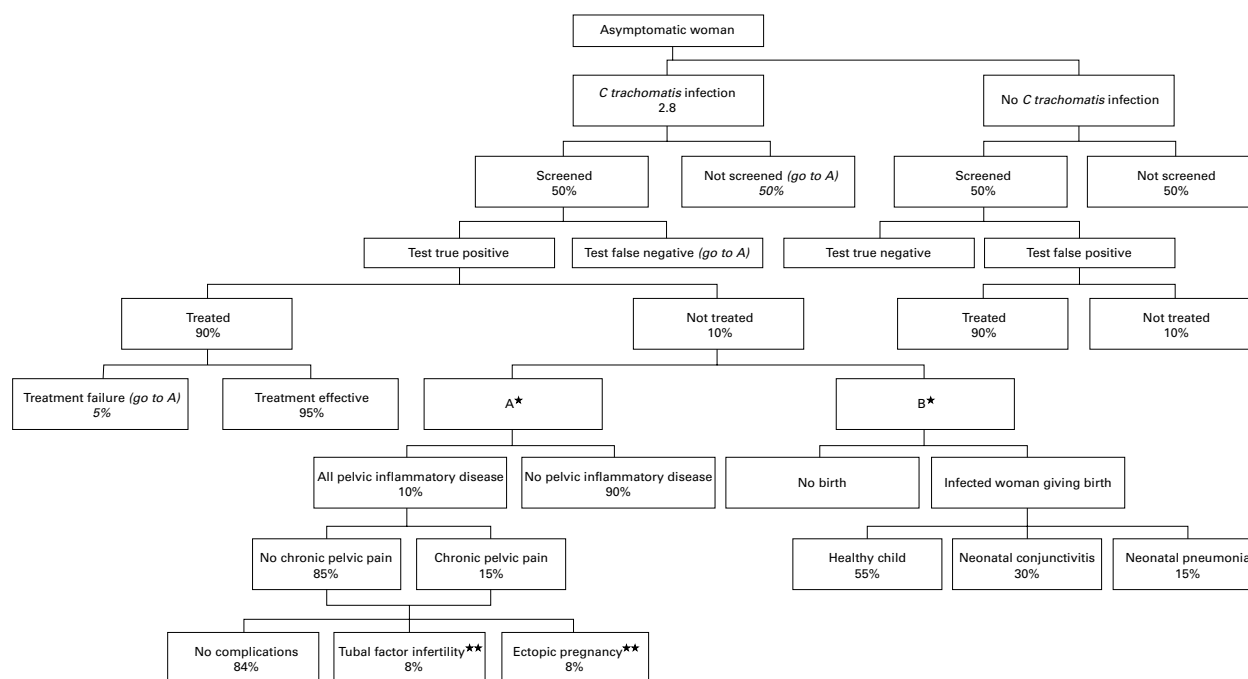 Asymptomatic woman
C trachomatis infection
2.8
No C trachomatis infection
Screened
50%
Not screened (go to A)
50%
Screened
50%
Not screened
50%
Test true positive
Test false negative (go to A)
Test true negative
Test false positive
Treated
90%
Not treated
10%
Treated
90%
Not treated
10%
Treatment failure (go to A)
5%
Treatment effective
95%
A★
B★
All pelvic inflammatory disease
10%
No pelvic inflammatory disease
90%
No birth
Infected woman giving birth
No chronic pelvic pain
85%
Chronic pelvic pain
15%
Healthy child
55%
Neonatal conjunctivitis
30%
Neonatal pneumonia
15%
No complications
84%
Tubal factor infertility★★
8%
Ectopic pregnancy★★
8%